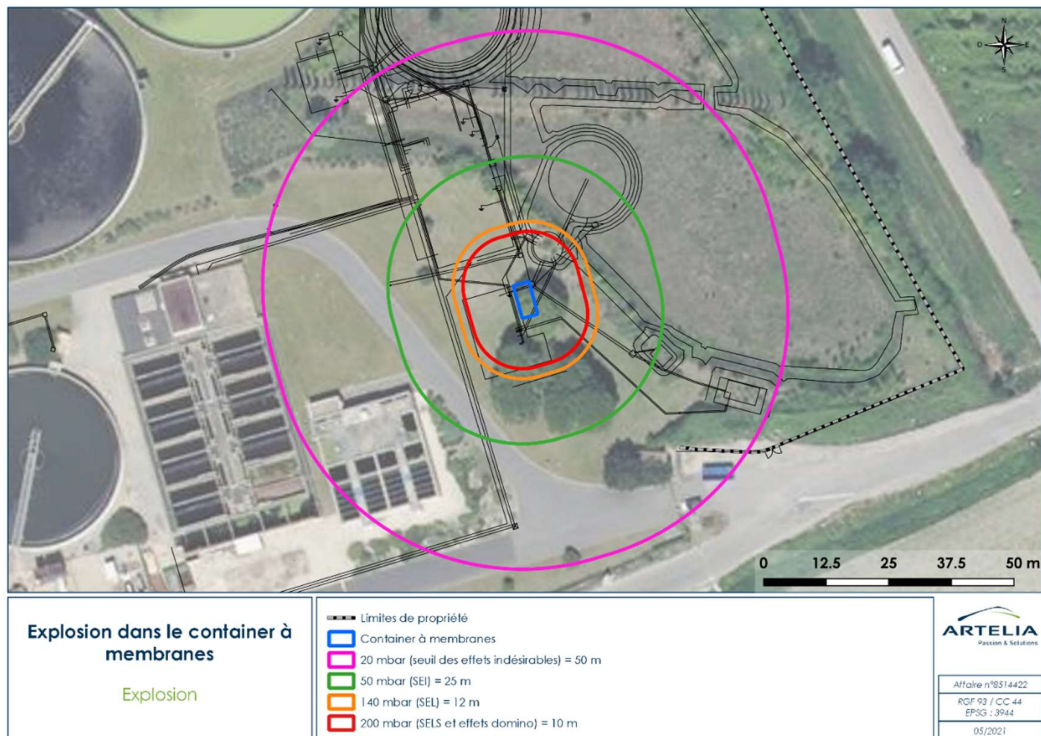 N
O
E
S
0 12.5 25 37.5 50 m
Explosion dans le container à
membranes
Explosion
Limites de propriété
Container à membranes
20 mbar (seuil des effets indésirables) = 50 m
50 mbar (SEI) = 25 m
140 mbar (SEL) = 12 m
200 mbar (SELS et effets domino) = 10 m
ARTELIA
Passion & Solutions
Affaire n°8514422
RGF 93 / CC 44
EPSG : 3944
05/2021